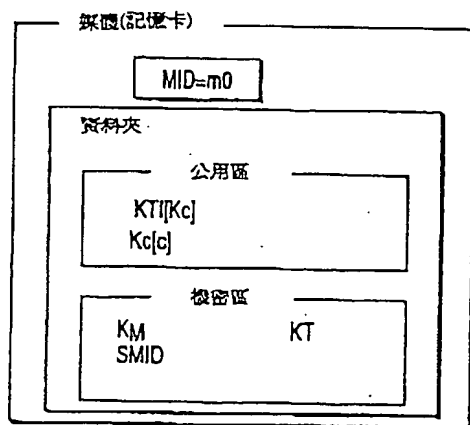 媒體(記憶卡)
MID=m0
資料夾
公用區
KTI[Kc]
Kc[c]
機密區
KM KT
SMID